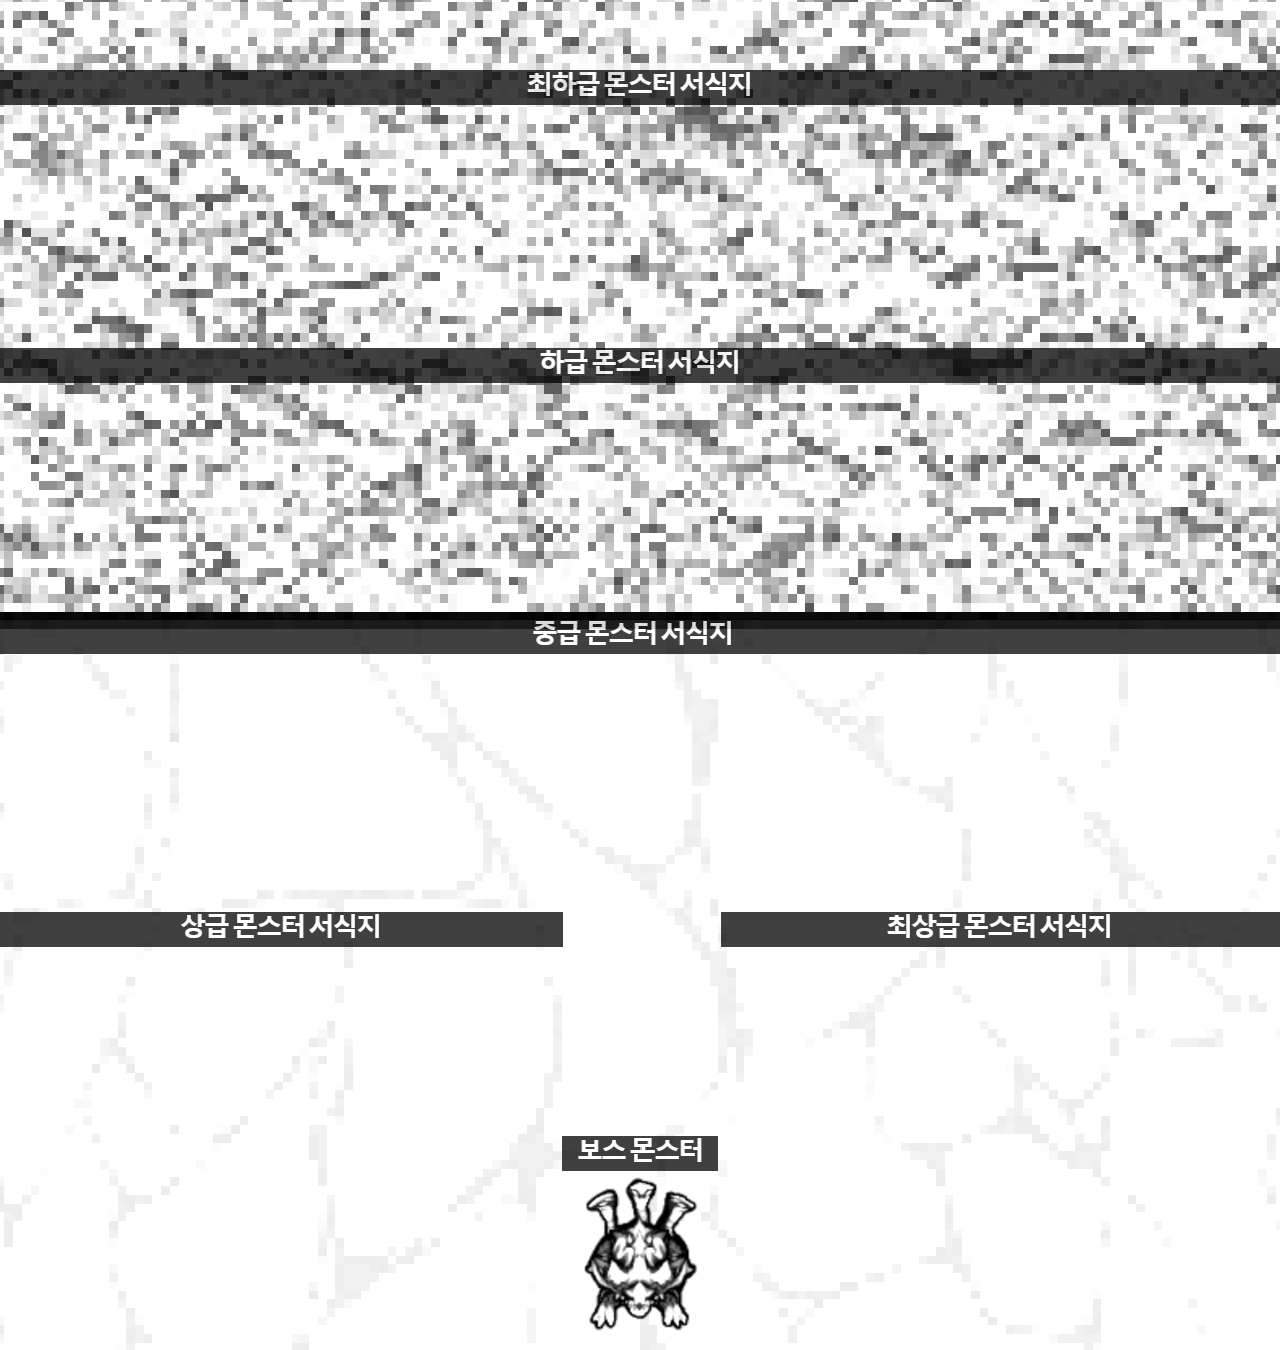 최하급 몬스터 서식지
하급 몬스터 서식지
중급 몬스터 서식지
상급 몬스터 서식지
최상급 몬스터 서식지
보스 몬스터